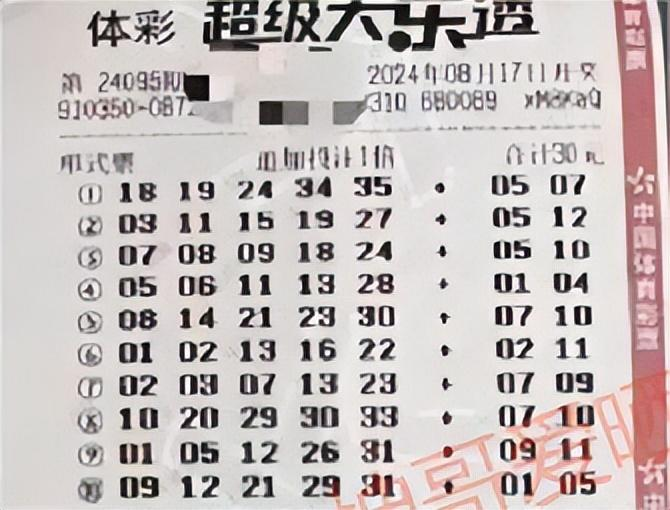 体彩 超级大乐透
第 24095期 2024年08月17日开奖
910350-087 310 680089
单式票 追加投注1倍 合计30元
① 18 19 24 34 35 + 05 07
② 03 11 15 19 27 + 05 12
③ 07 08 09 18 24 + 05 10
④ 05 06 11 13 28 + 01 04
⑤ 08 14 21 23 30 + 07 10
⑥ 01 02 13 16 22 + 02 11
⑦ 02 03 07 13 23 + 07 09
⑧ 10 20 29 30 33 + 07 10
⑨ 01 05 12 26 31 + 09 11
⑩ 09 12 21 29 31 + 01 05
中国体育彩票
哥爱晒